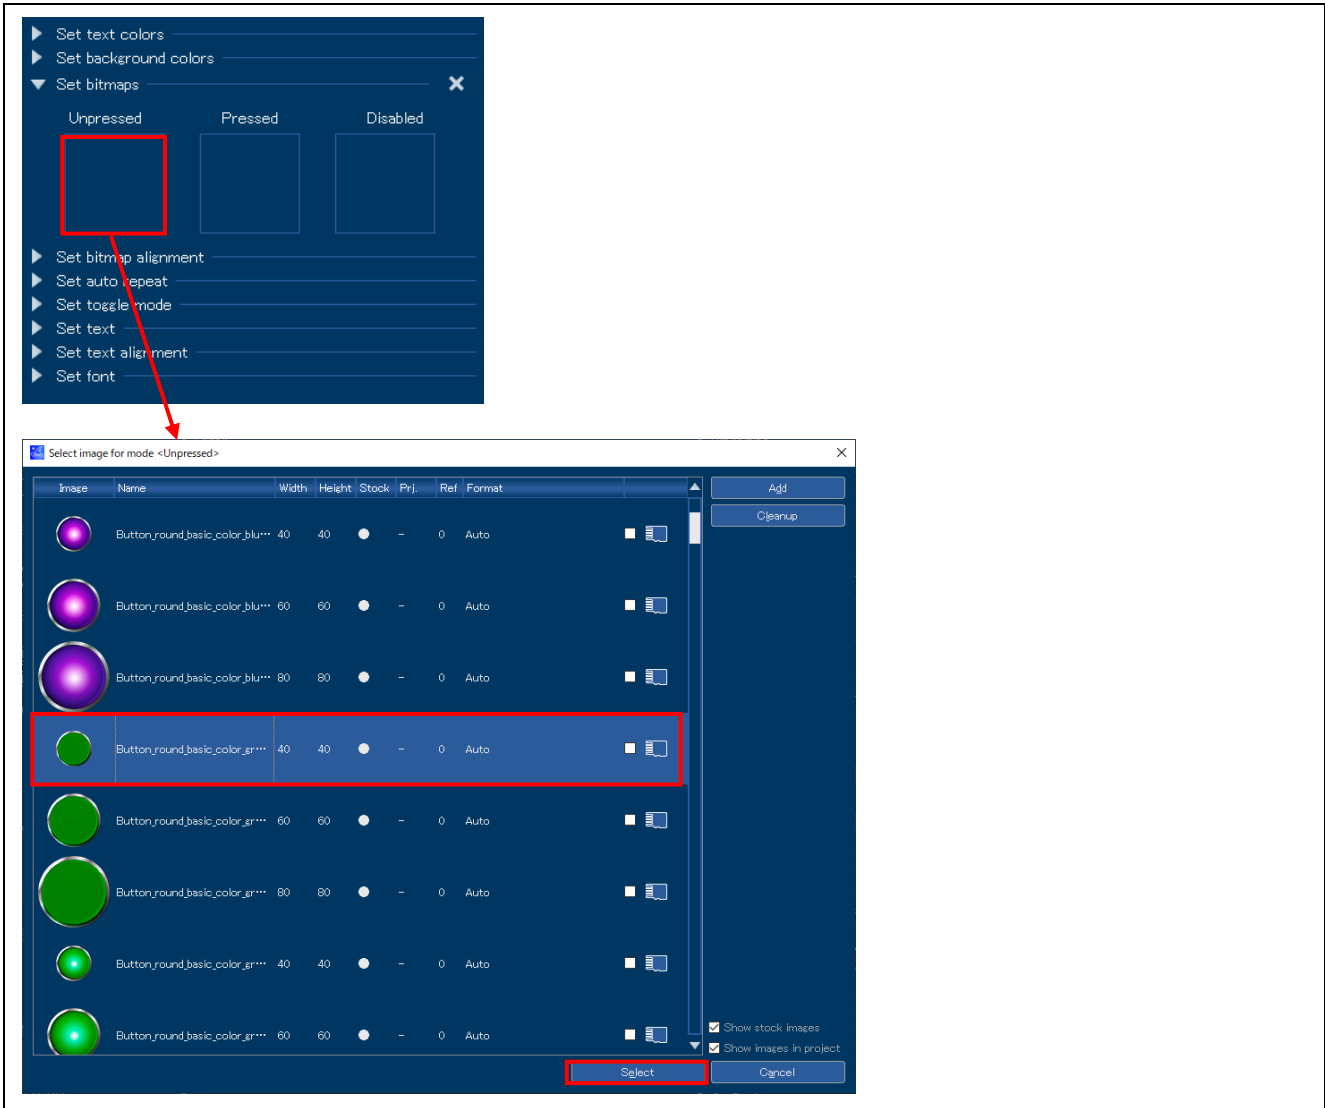 Set text colors
Set background colors
Set bitmaps
Unpressed Pressed Disabled
Set bitmap alignment
Set auto repeat
Set toggle mode
Set text
Set text alignment
Set font
Select image for mode <Unpressed>
Image Name Width Height Stock Prj. Ref Format
Add
Cleanup
Button_round_basic_color_blu… 40 40 - 0 Auto
Button_round_basic_color_blu… 60 60 - 0 Auto
Button_round_basic_color_blu… 80 80 - 0 Auto
Button_round_basic_color_gr… 40 40 - 0 Auto
Button_round_basic_color_gr… 60 60 - 0 Auto
Button_round_basic_color_gr… 80 80 - 0 Auto
Button_round_basic_color_gr… 40 40 - 0 Auto
Button_round_basic_color_gr… 60 60 - 0 Auto
Show stock images
Show images in project
Select Cancel